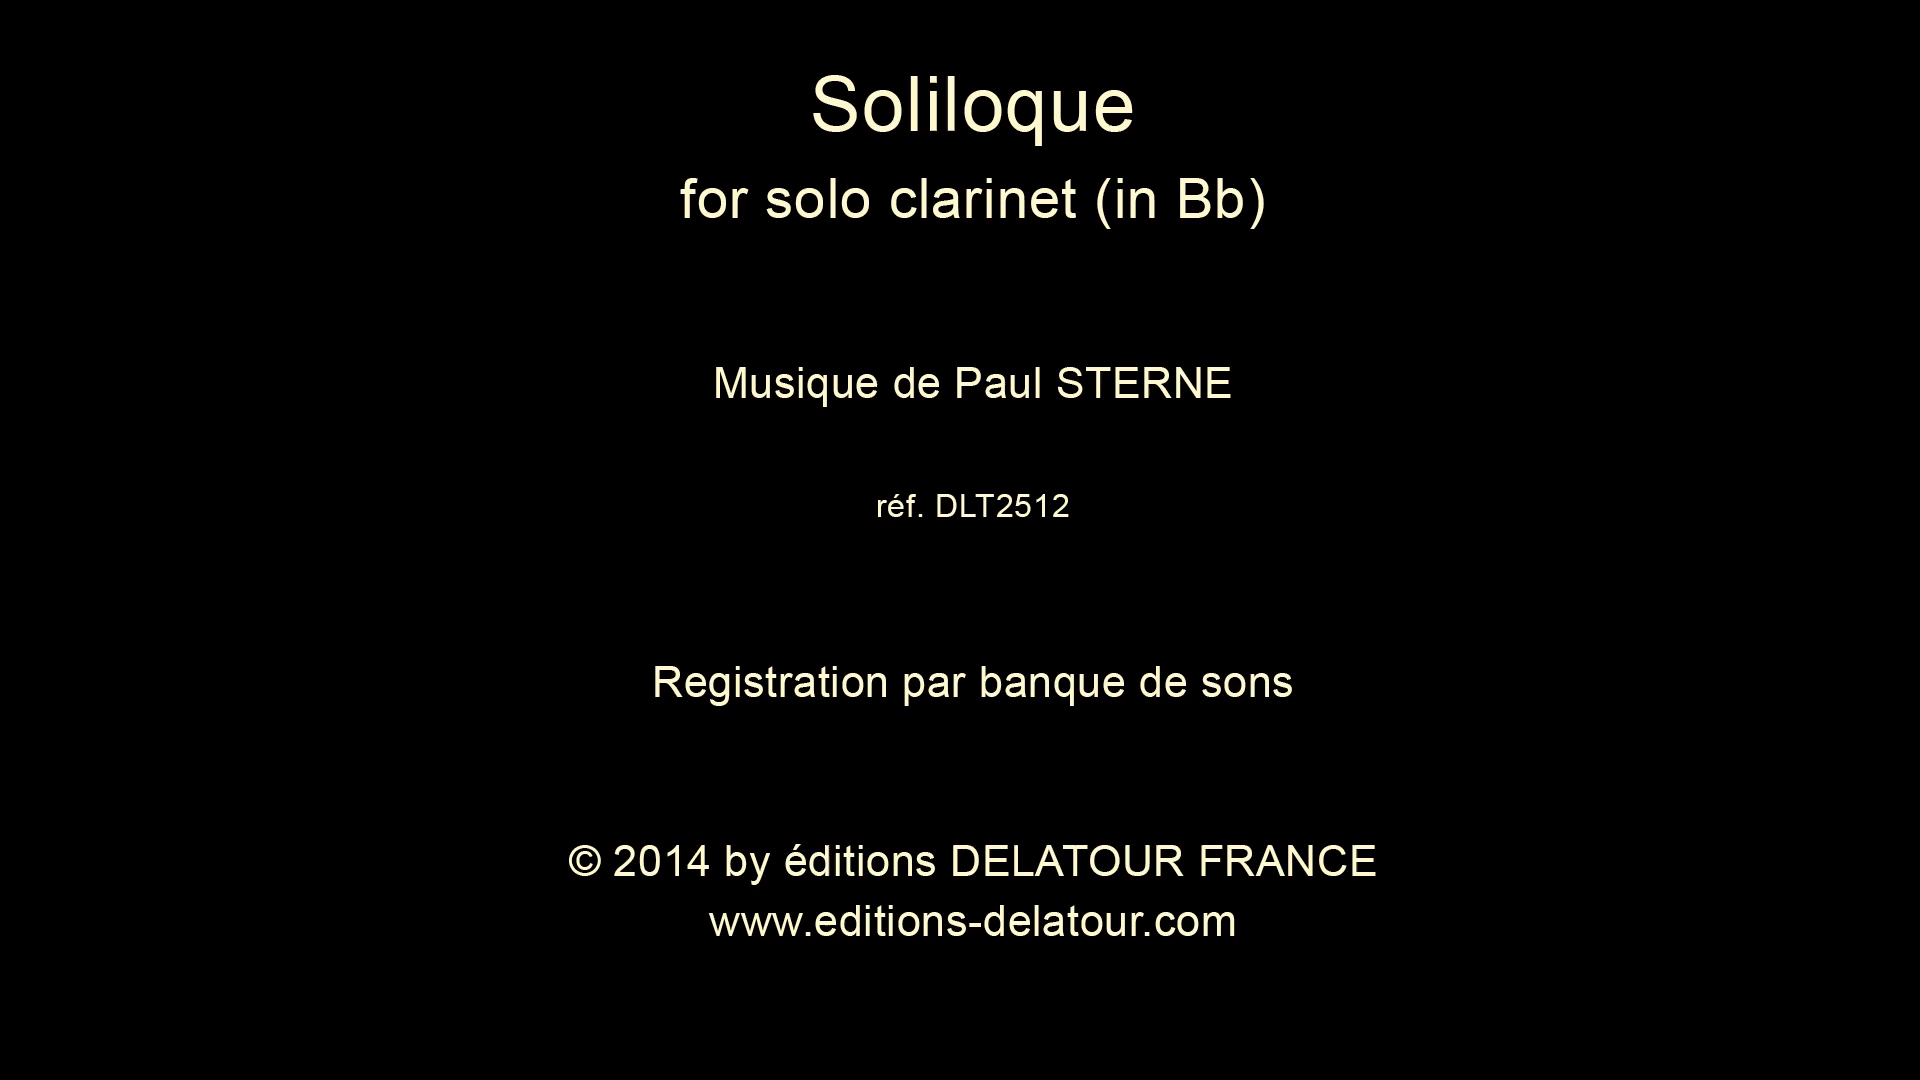 Soliloque
for solo clarinet (in Bb)
Musique de Paul STERNE
réf. DLT2512
Registration par banque de sons
© 2014 by éditions DELATOUR FRANCE
www.editions-delatour.com